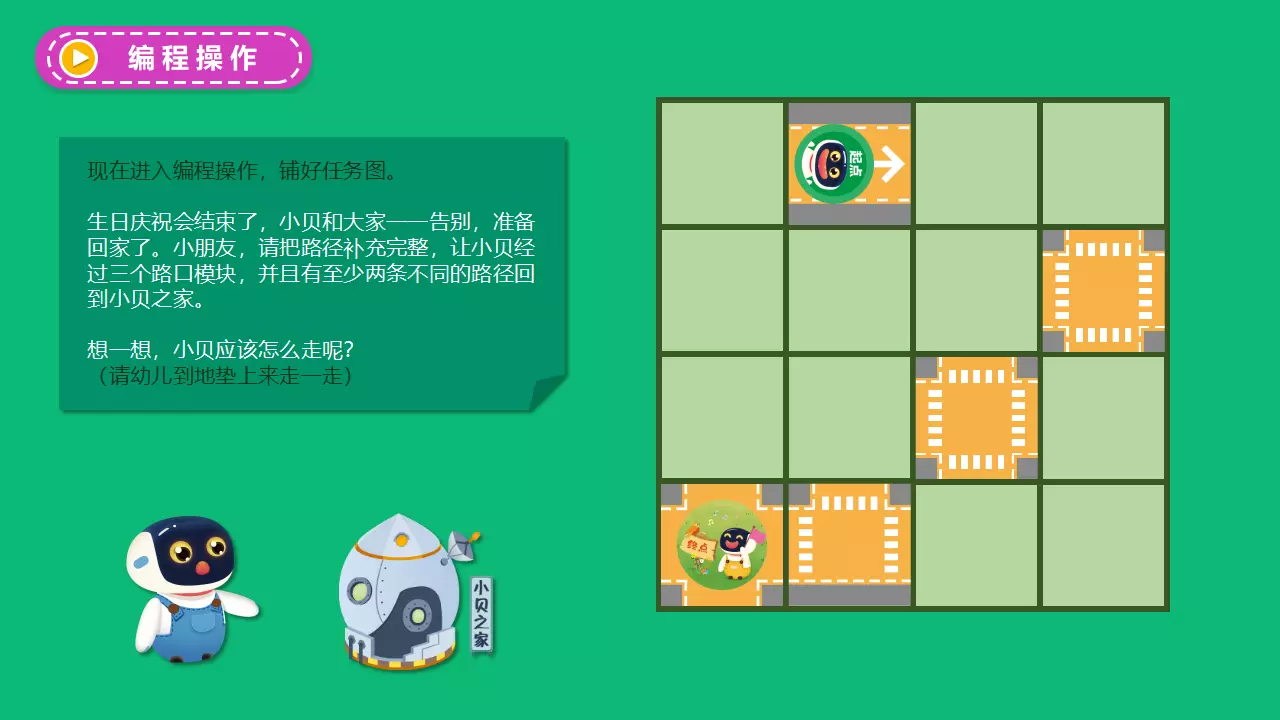 编程操作
现在进入编程操作，铺好任务图。
生日庆祝会结束了，小贝和大家一一告别，准备
回家了。小朋友，请把路径补充完整，让小贝经
过三个路口模块，并且有至少两条不同的路径回
到小贝之家。
想一想，小贝应该怎么走呢？
（请幼儿到地垫上来走一走）
起点
终点
小贝之家